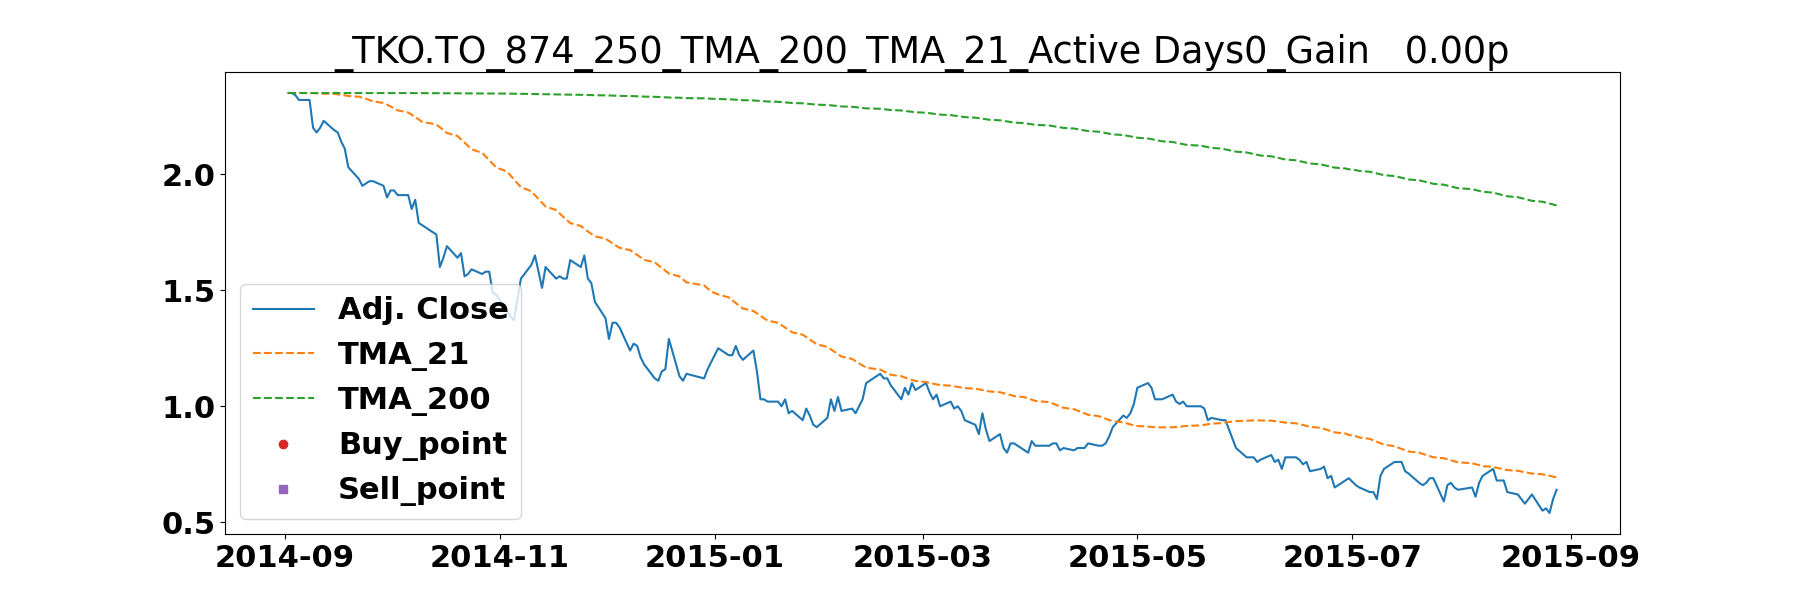 _TKO.TO_874_250_TMA_200_TMA_21_Active Days0_Gain   0.00p
2.0
1.5
1.0
0.5
Adj. Close
TMA_21
TMA_200
Buy_point
Sell_point
2014-09
2014-11
2015-01
2015-03
2015-05
2015-07
2015-09